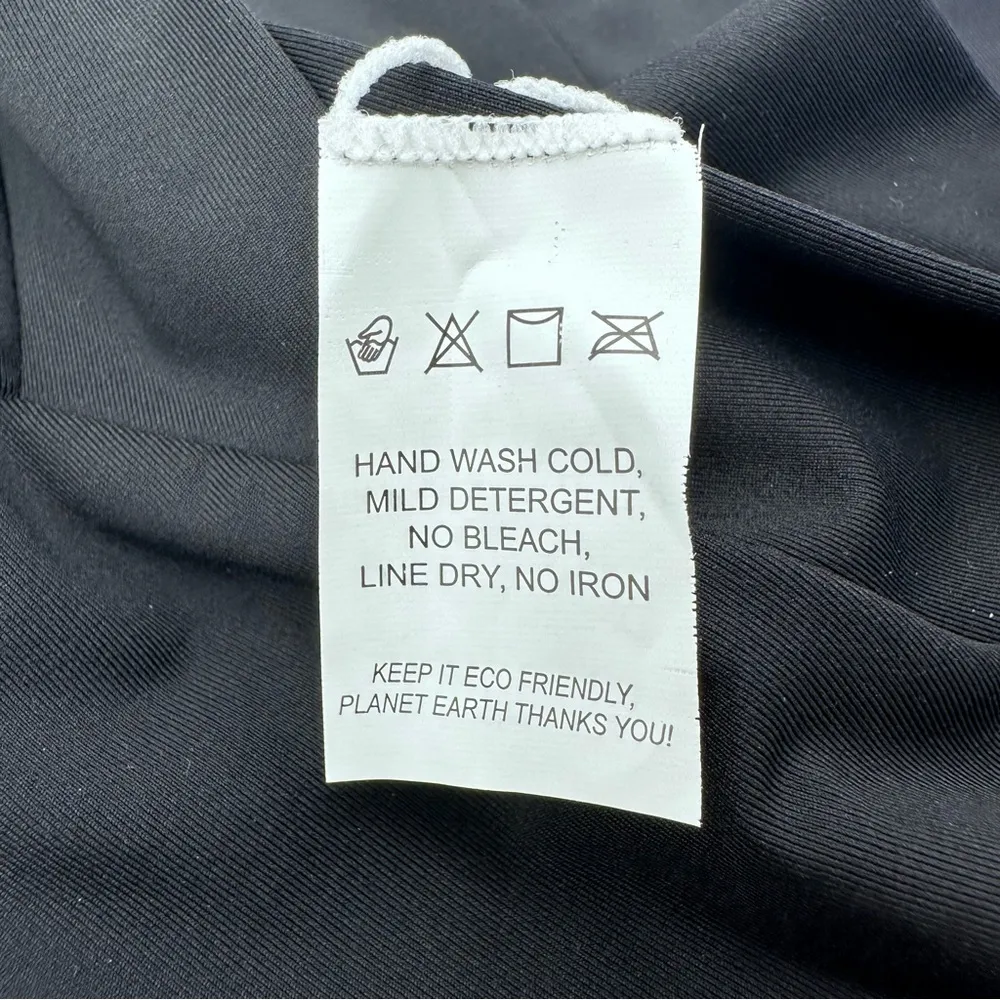 HAND WASH COLD,
MILD DETERGENT,
NO BLEACH,
LINE DRY, NO IRON
KEEP IT ECO FRIENDLY,
PLANET EARTH THANKS YOU!